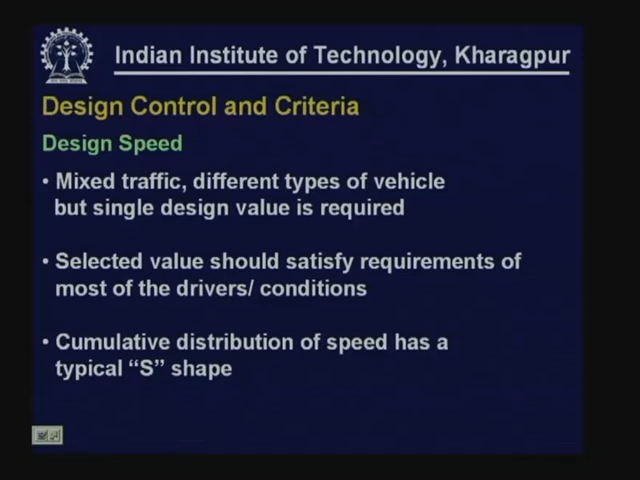 Indian Institute of Technology, Kharagpur
Design Control and Criteria
Design Speed
• Mixed traffic, different types of vehicle
but single design value is required
• Selected value should satisfy requirements of
most of the drivers/ conditions
• Cumulative distribution of speed has a
typical “S” shape